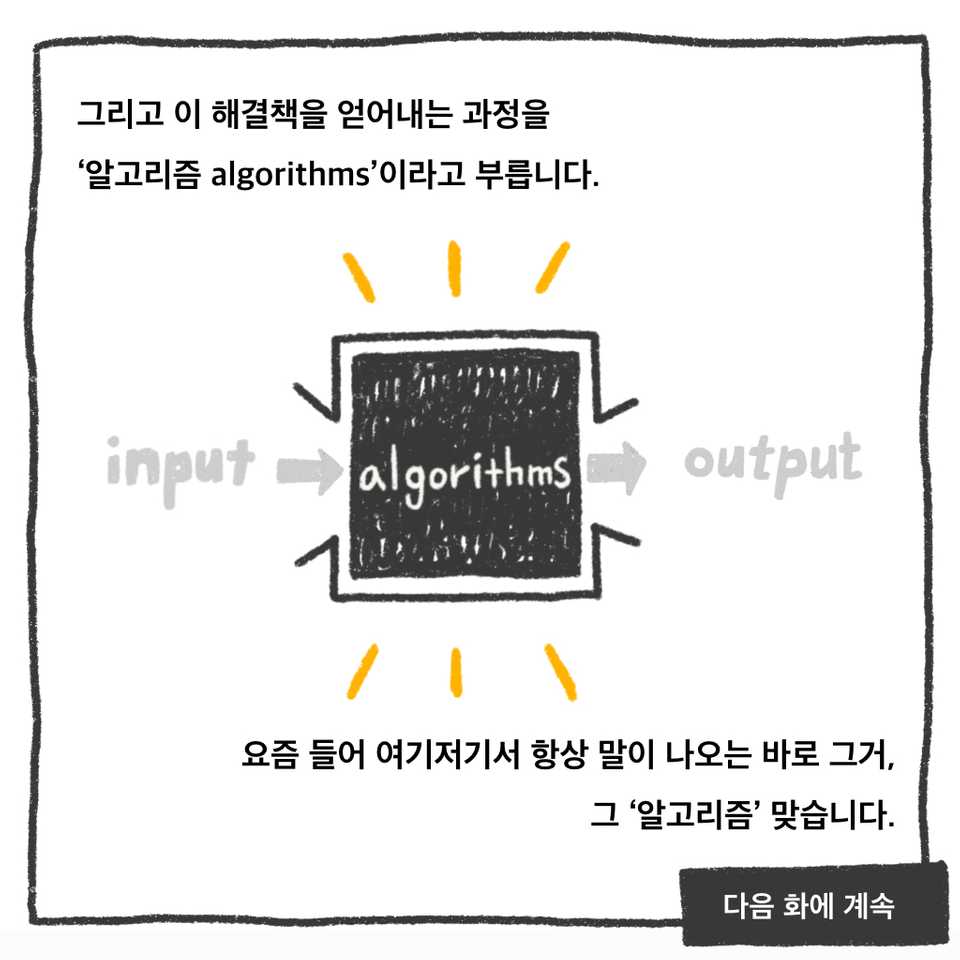 그리고 이 해결책을 얻어내는 과정을
‘알고리즘 algorithms’이라고 부릅니다.
input
algorithms
output
요즘 들어 여기저기서 항상 말이 나오는 바로 그거,
그 ‘알고리즘’ 맞습니다.
다음 화에 계속